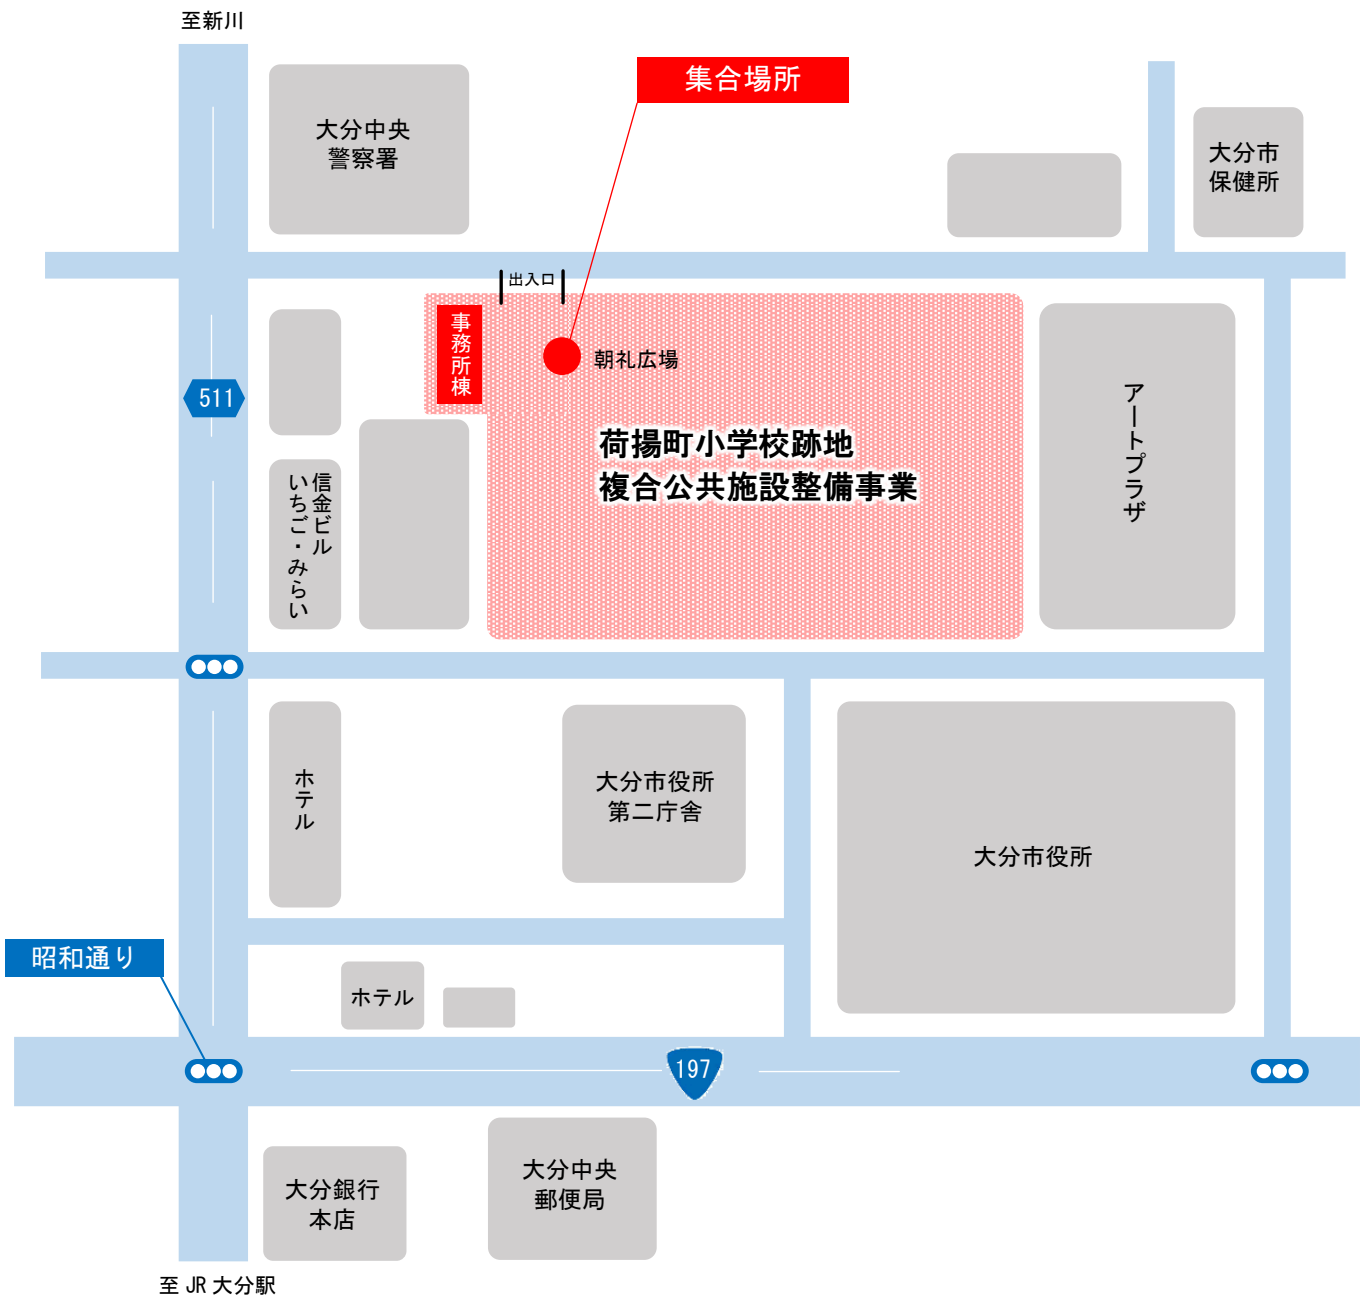 至新川
集合場所
大分中央
警察署
大分市
保健所
出入口
事務所棟
朝礼広場
511
荷揚町小学校跡地
複合公共施設整備事業
アートプラザ
信金ビル
いちご・みらい
ホテル
大分市役所
第二庁舎
大分市役所
昭和通り
ホテル
197
大分銀行
本店
大分中央
郵便局
至 JR 大分駅